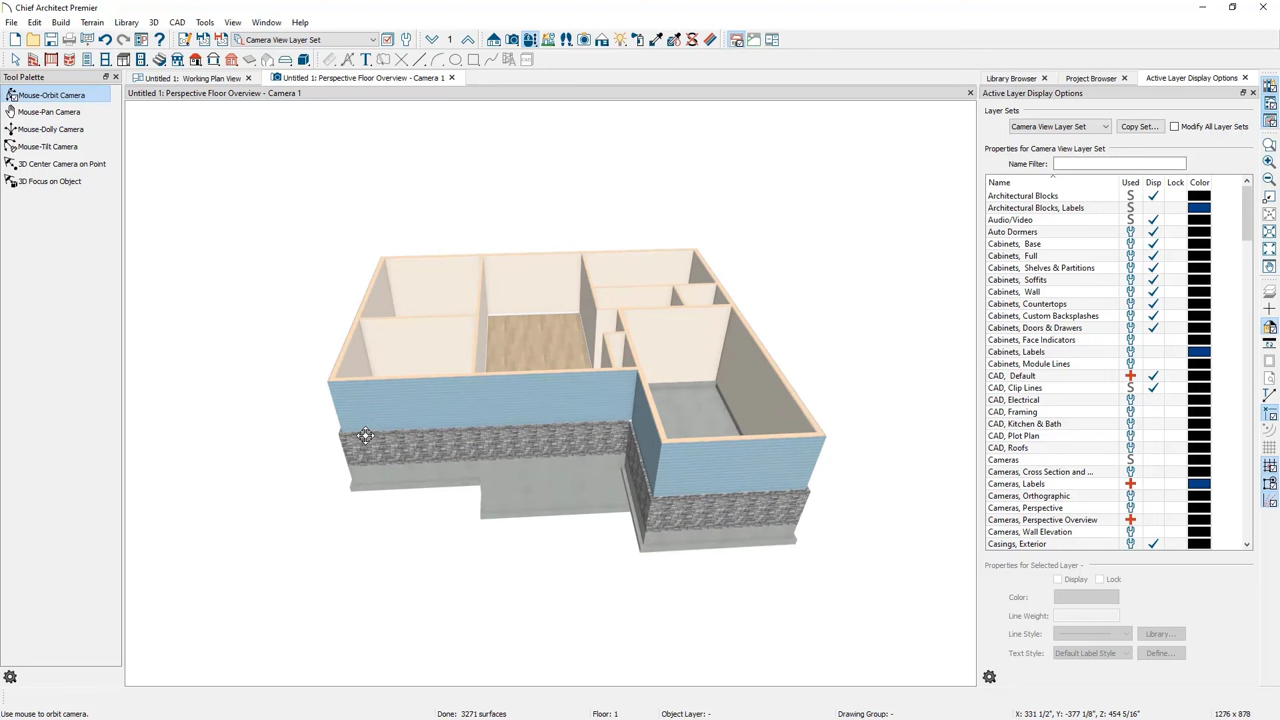 Chief Architect Premier
File Edit Build Terrain Library 3D CAD Tools View Window Help
Camera View Layer Set 1
Tool Palette
Untitled 1: Working Plan View
Untitled 1: Perspective Floor Overview - Camera 1
Library Browser
Project Browser
Active Layer Display Options
Mouse-Orbit Camera
Untitled 1: Perspective Floor Overview - Camera 1
Active Layer Display Options
Mouse-Pan Camera
Layer Sets
Mouse-Dolly Camera
Camera View Layer Set Copy Set... Modify All Layer Sets
Mouse-Tilt Camera
Properties for Camera View Layer Set
3D Center Camera on Point
Name Filter:
3D Focus on Object
Name Used Disp Lock Color
Architectural Blocks S
Architectural Blocks, Labels S
Audio/Video S
Auto Dormers
Cabinets, Base
Cabinets, Full
Cabinets, Shelves & Partitions
Cabinets, Soffits
Cabinets, Wall
Cabinets, Countertops
Cabinets, Custom Backsplashes
Cabinets, Doors & Drawers
Cabinets, Face Indicators
Cabinets, Labels
Cabinets, Module Lines
CAD, Default
CAD, Clip Lines S
CAD, Electrical
CAD, Framing
CAD, Kitchen & Bath
CAD, Plot Plan
CAD, Roofs
Cameras S
Cameras, Cross Section and ...
Cameras, Labels
Cameras, Orthographic
Cameras, Perspective
Cameras, Perspective Overview
Cameras, Wall Elevation
Casings, Exterior
Properties for Selected Layer -
Display Lock
Color:
Line Weight:
Line Style: Library...
Text Style: Default Label Style Define...
Use mouse to orbit camera. Done: 3271 surfaces Floor: 1 Object Layer: - Drawing Group: - X: 331 1/2", Y: -377 1/8", Z: 454 5/16" 1276 x 878